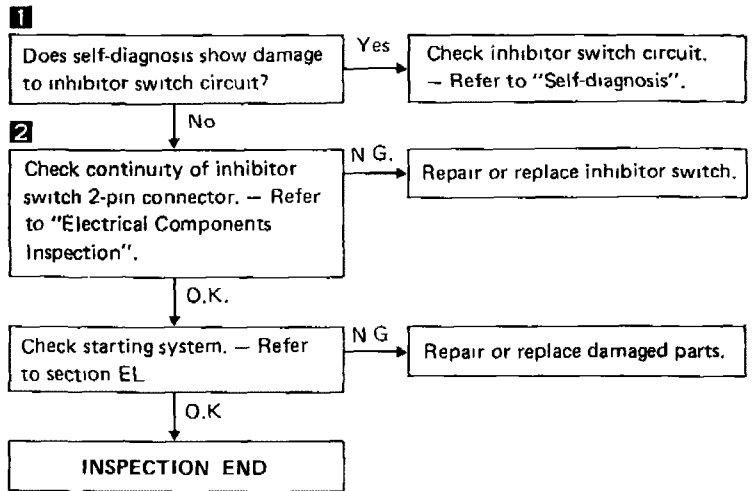 1
Does self-diagnosis show damage
to inhibitor switch circuit?
Yes
Check inhibitor switch circuit.
— Refer to "Self-diagnosis".
No
2
Check continuity of inhibitor
switch 2-pin connector. — Refer
to "Electrical Components
Inspection".
N G.
Repair or replace inhibitor switch.
O.K.
Check starting system. — Refer
to section EL
N G
Repair or replace damaged parts.
O.K
INSPECTION END